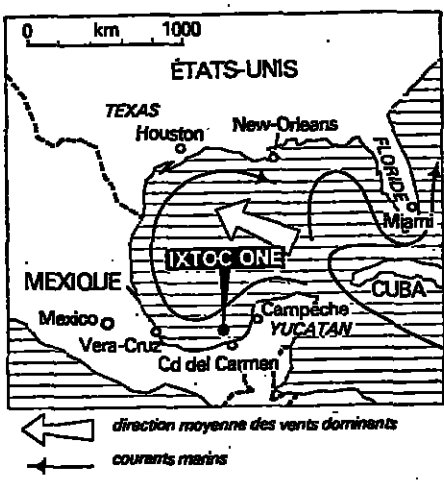 0 km 1000
ÉTATS-UNIS
TEXAS
Houston
New-Orleans
FLORIDE
Miami
IXTOC ONE
MEXIQUE
CUBA
Campêche
Mexico
YUCATAN
Vera-Cruz
Cd del Carmen
direction moyenne des vents dominants
courants marins